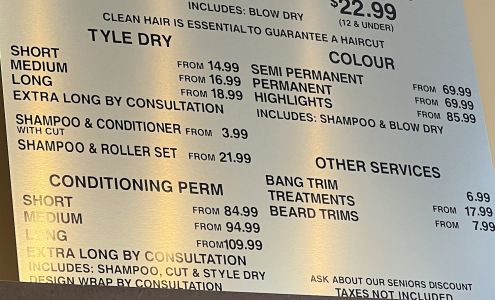 INCLUDES: BLOW DRY
$22.99
(12 & UNDER)
CLEAN HAIR IS ESSENTIAL TO GUARANTEE A HAIRCUT
TYLE DRY
SHORT FROM 14.99
MEDIUM FROM 16.99
LONG FROM 18.99
EXTRA LONG BY CONSULTATION
SHAMPOO & CONDITIONER FROM 3.99
WITH CUT
SHAMPOO & ROLLER SET FROM 21.99
COLOUR
SEMI PERMANENT FROM 69.99
PERMANENT FROM 69.99
HIGHLIGHTS FROM 85.99
INCLUDES: SHAMPOO & BLOW DRY
CONDITIONING PERM
SHORT FROM 84.99
MEDIUM FROM 94.99
LONG FROM 109.99
EXTRA LONG BY CONSULTATION
INCLUDES: SHAMPOO, CUT & STYLE DRY
DESIGN WRAP BY CONSULTATION
OTHER SERVICES
BANG TRIM 6.99
TREATMENTS FROM 17.99
BEARD TRIMS FROM 7.99
ASK ABOUT OUR SENIORS DISCOUNT
TAXES NOT INCLUDED